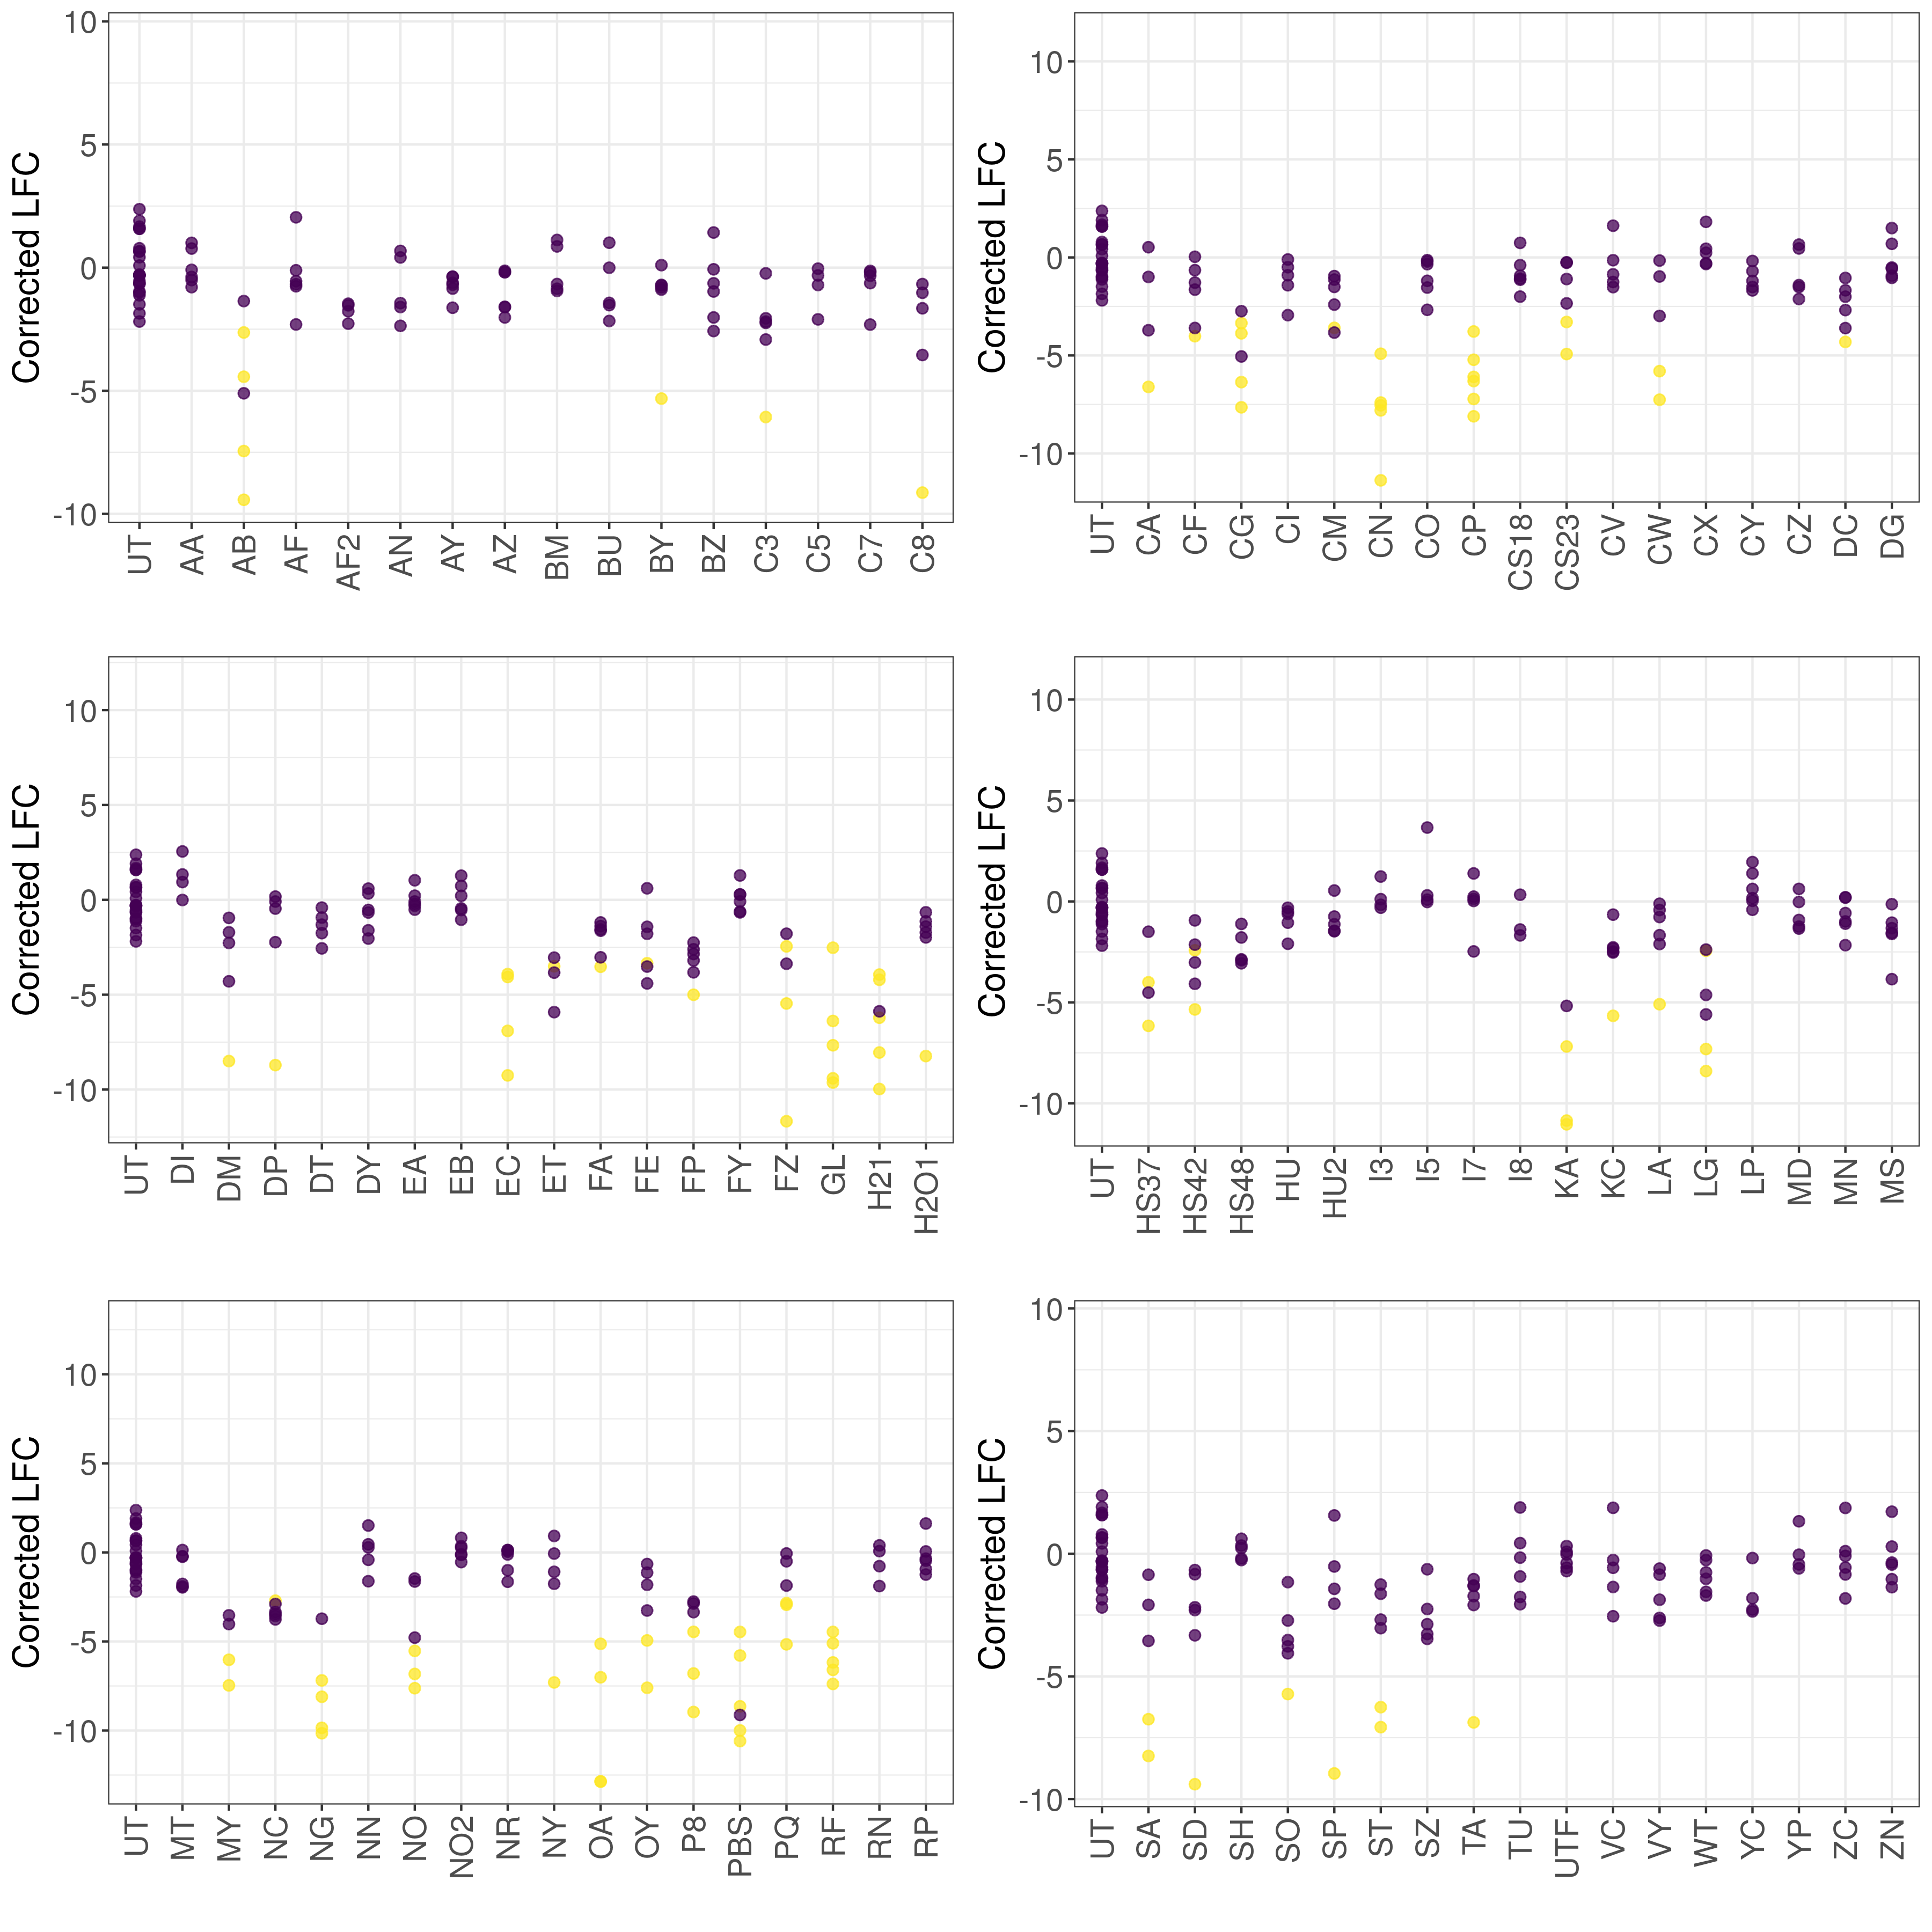 Corrected LFC
10
5
0
-5
-10
UT AA AB AF AF2 AN AY AZ BM BU BY BZ C3 C5 C7 C8
Corrected LFC
10
5
0
-5
-10
UT CA CF CG CI CM CN CO CP CS18 CS23 CV CW CX CY CZ DC DG
Corrected LFC
10
5
0
-5
-10
UT DI DM DP DT DY EA EB EC ET FA FE FP FY FZ GL H21 H2O1
Corrected LFC
10
5
0
-5
-10
UT HS37 HS42 HS48 HU HU2 I3 I5 I7 I8 KA KC LA LG LP MD MN MS
Corrected LFC
10
5
0
-5
-10
UT MT MY NC NG NN NO NO2 NR NY OA OY P8 PBS PQ RF RN RP
Corrected LFC
10
5
0
-5
-10
UT SA SD SH SO SP ST SZ TA TU UTF VC VY WT YC YP ZC ZN